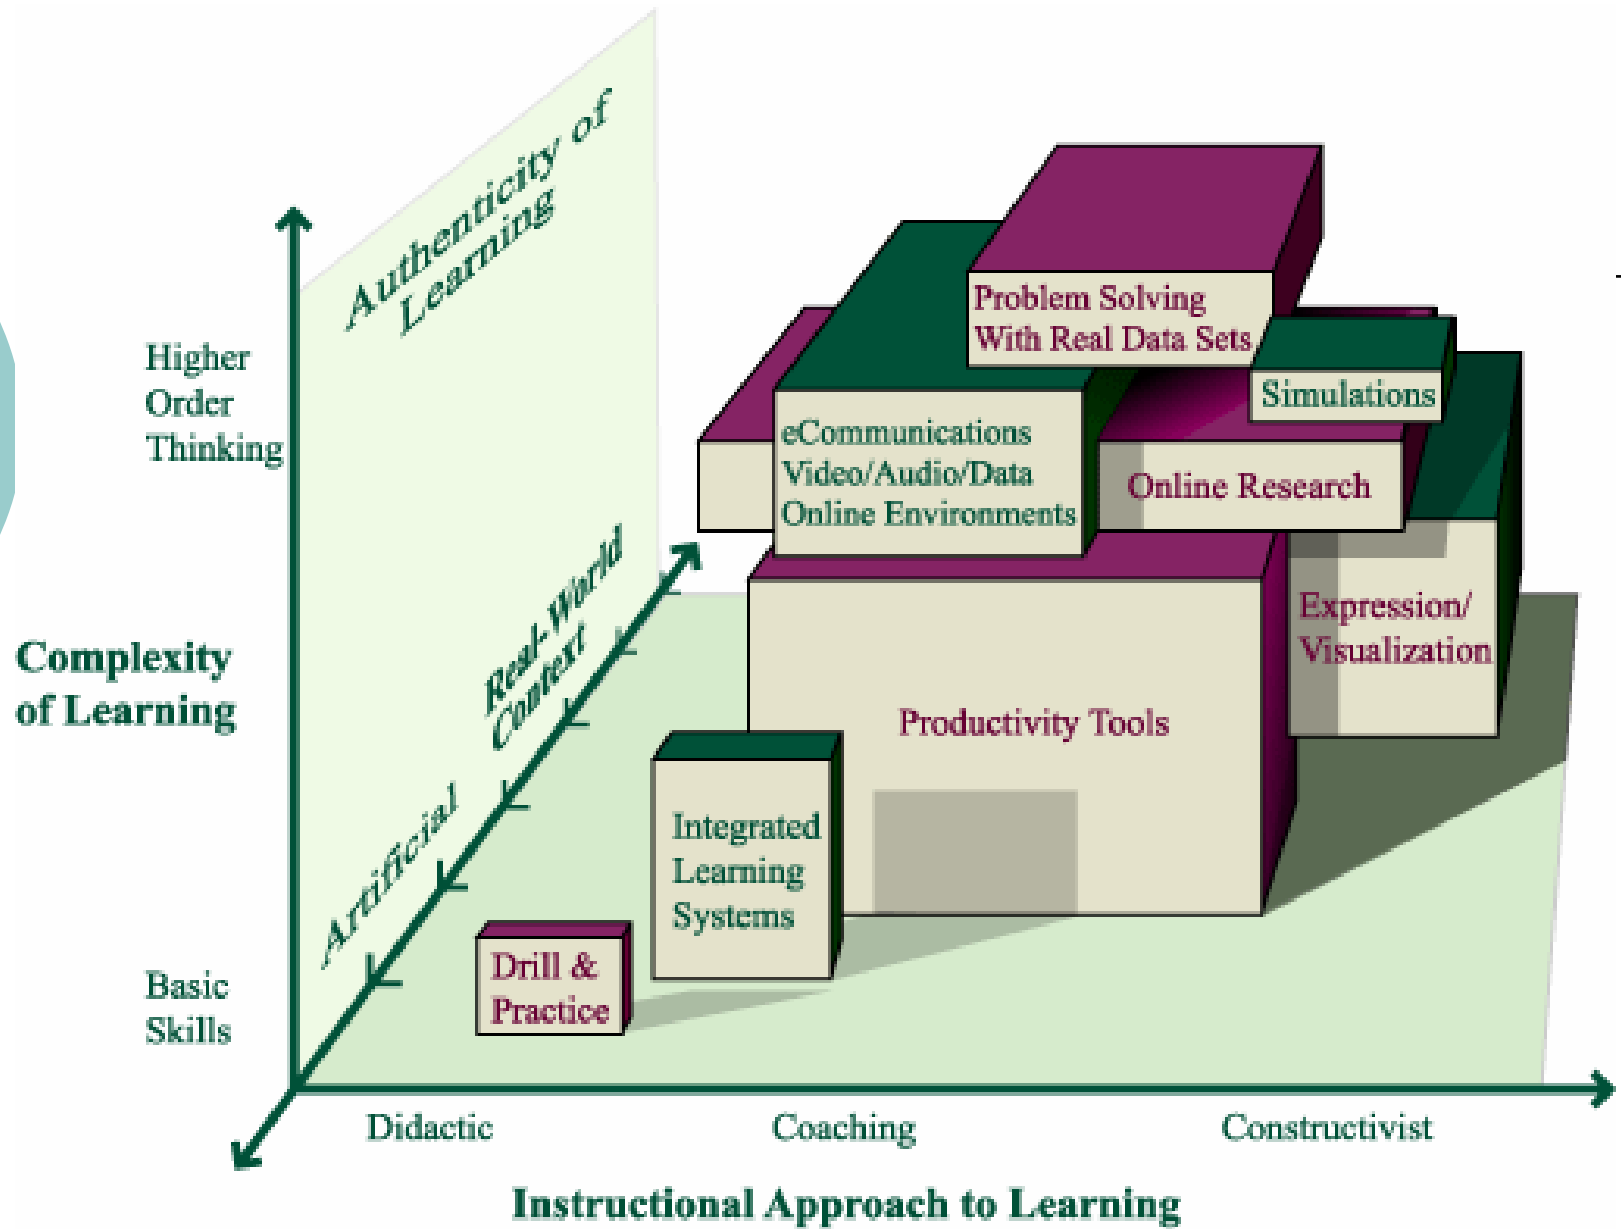 Authenticity of
Learning
Higher
Order
Thinking
Problem Solving
With Real Data Sets
Simulations
eCommunications
Video/Audio/Data
Online Environments
Online Research
Real-World
Context
Expression/
Visualization
Complexity
of Learning
Productivity Tools
Artificial
Integrated
Learning
Systems
Drill &
Practice
Basic
Skills
Didactic
Coaching
Constructivist
Instructional Approach to Learning